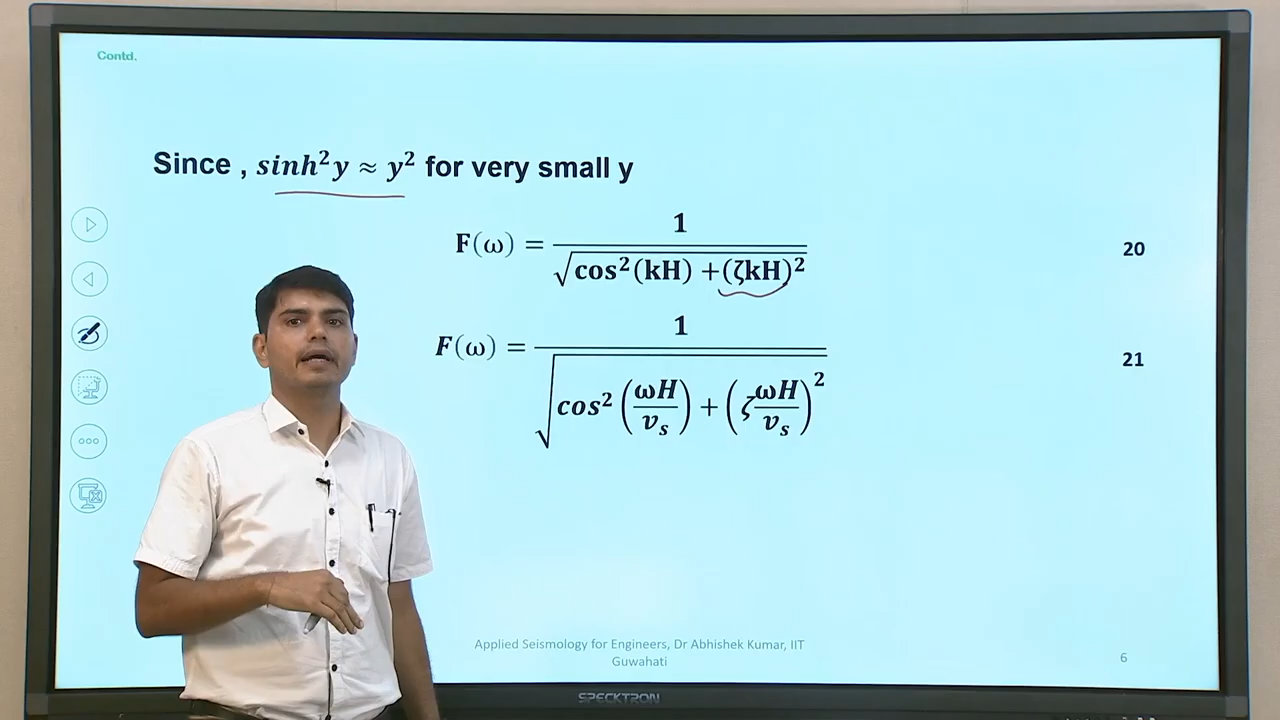 Contd.
Since , sinh²y ≈ y² for very small y
F(ω) = 1 / √(cos²(kH) +(ζkH)²)
20
F(ω) = 1 / √(cos² (ωH / vₛ) + (ζ ωH / vₛ)²)
21
Applied Seismology for Engineers, Dr Abhishek Kumar, IIT
Guwahati
6
SPECKTRON